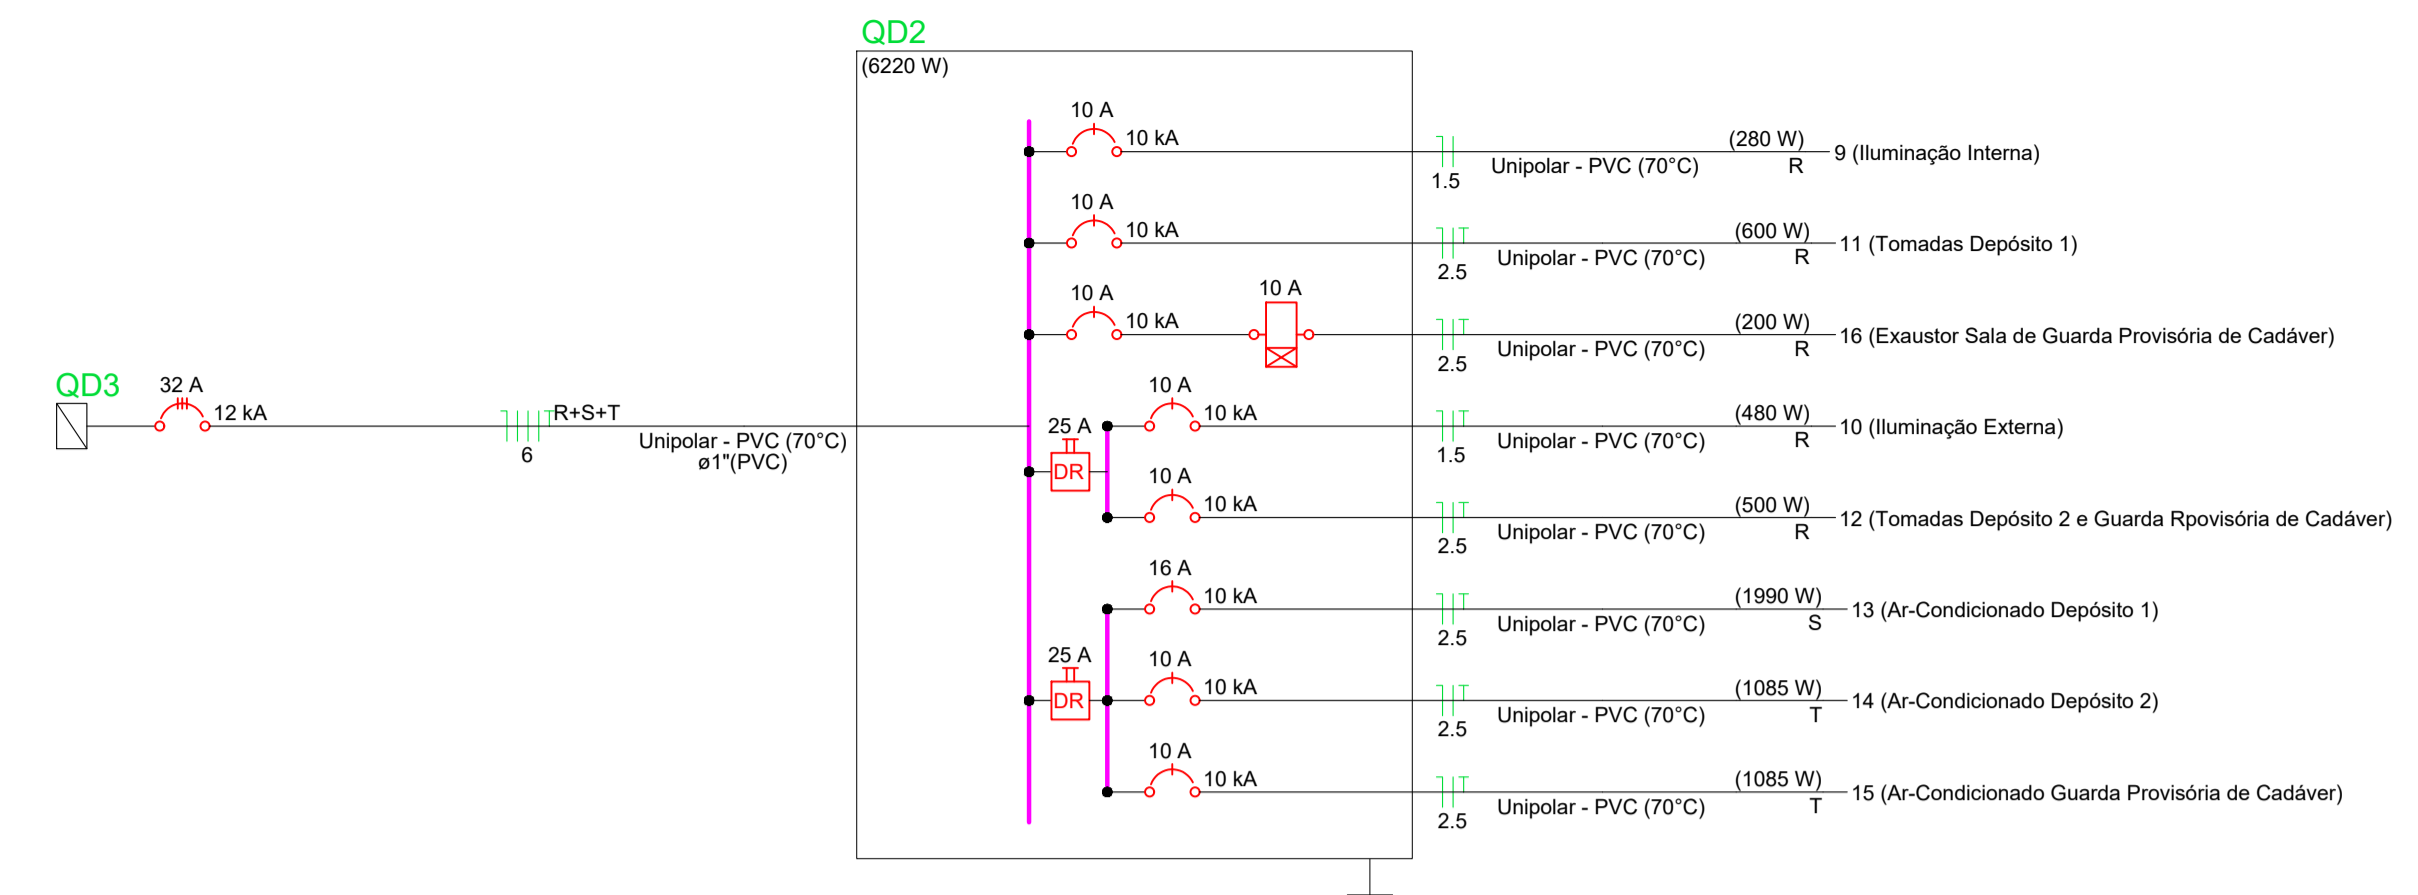 QD2
(6220 W)
10 A
10 kA
(280 W)
9 (Iluminação Interna)
1.5
Unipolar - PVC (70°C)
R
10 A
10 kA
(600 W)
11 (Tomadas Depósito 1)
2.5
Unipolar - PVC (70°C)
R
10 A
10 kA
10 A
(200 W)
16 (Exaustor Sala de Guarda Provisória de Cadáver)
2.5
Unipolar - PVC (70°C)
R
QD3
32 A
12 kA
R+S+T
6
Unipolar - PVC (70°C)
ø1"(PVC)
25 A
DR
10 A
10 kA
(480 W)
10 (Iluminação Externa)
1.5
Unipolar - PVC (70°C)
R
10 A
10 kA
(500 W)
12 (Tomadas Depósito 2 e Guarda Rpovisória de Cadáver)
2.5
Unipolar - PVC (70°C)
R
25 A
DR
16 A
10 kA
(1990 W)
13 (Ar-Condicionado Depósito 1)
2.5
Unipolar - PVC (70°C)
S
10 A
10 kA
(1085 W)
14 (Ar-Condicionado Depósito 2)
2.5
Unipolar - PVC (70°C)
T
10 A
10 kA
(1085 W)
15 (Ar-Condicionado Guarda Provisória de Cadáver)
2.5
Unipolar - PVC (70°C)
T